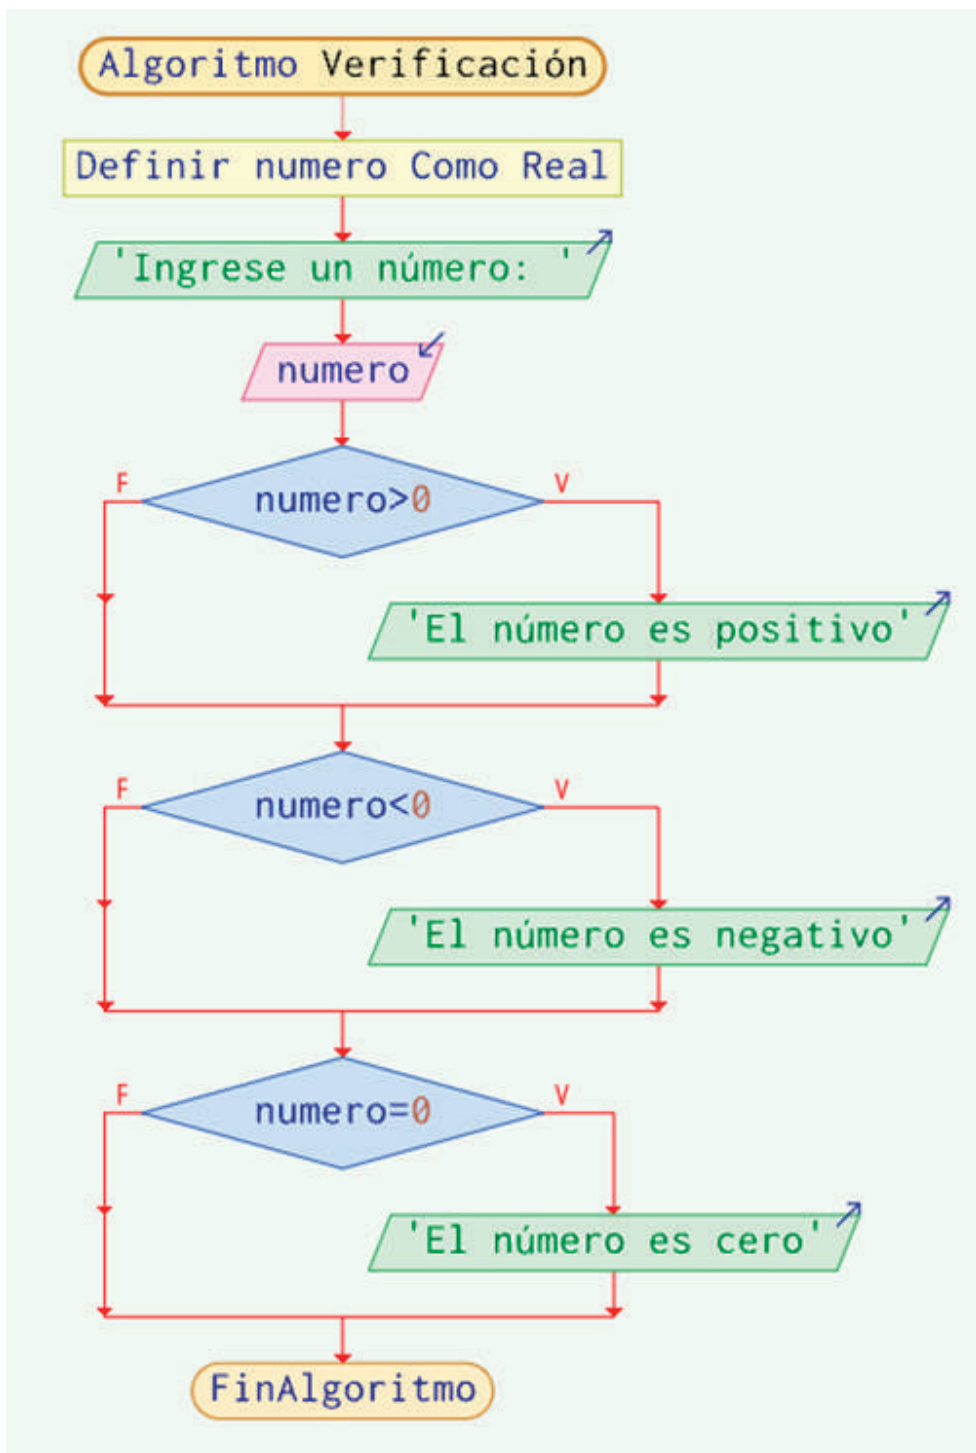 Algoritmo Verificación
Definir numero Como Real
'Ingrese un número: '
numero
F
numero>0
V
'El número es positivo'
F
numero<0
V
'El número es negativo'
F
numero=0
V
'El número es cero'
FinAlgoritmo